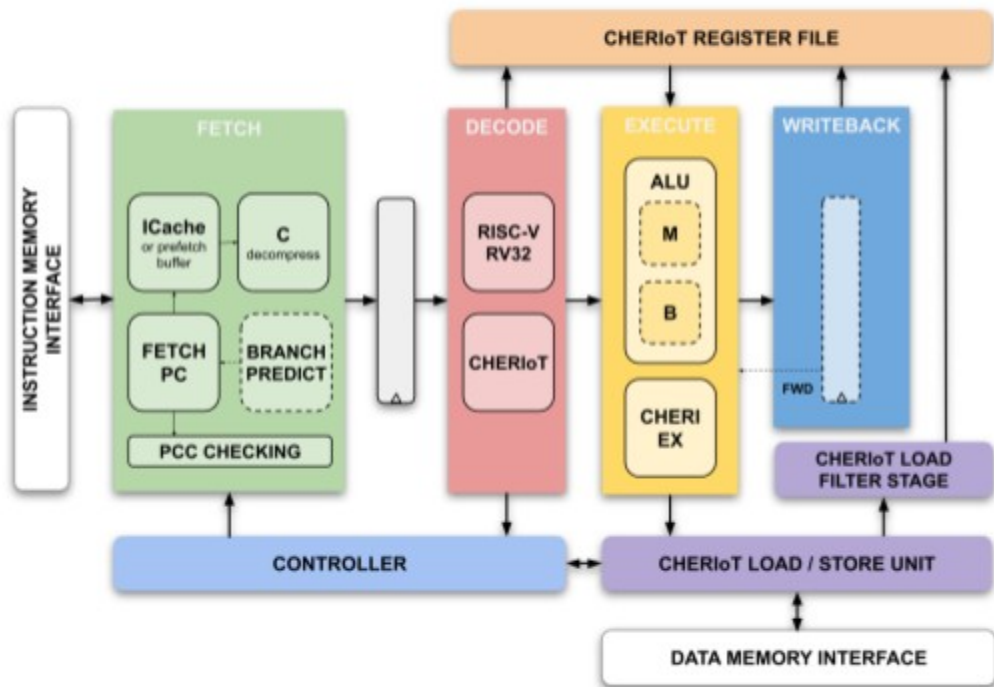 CHERIoT REGISTER FILE
INSTRUCTION MEMORY
INTERFACE
FETCH
ICache
or prefetch
buffer
C
decompress
FETCH
PC
BRANCH
PREDICT
PCC CHECKING
DECODE
RISC-V
RV32
CHERIoT
EXECUTE
ALU
M
B
CHERI
EX
WRITEBACK
FWD
CHERIoT LOAD
FILTER STAGE
CONTROLLER
CHERIoT LOAD / STORE UNIT
DATA MEMORY INTERFACE